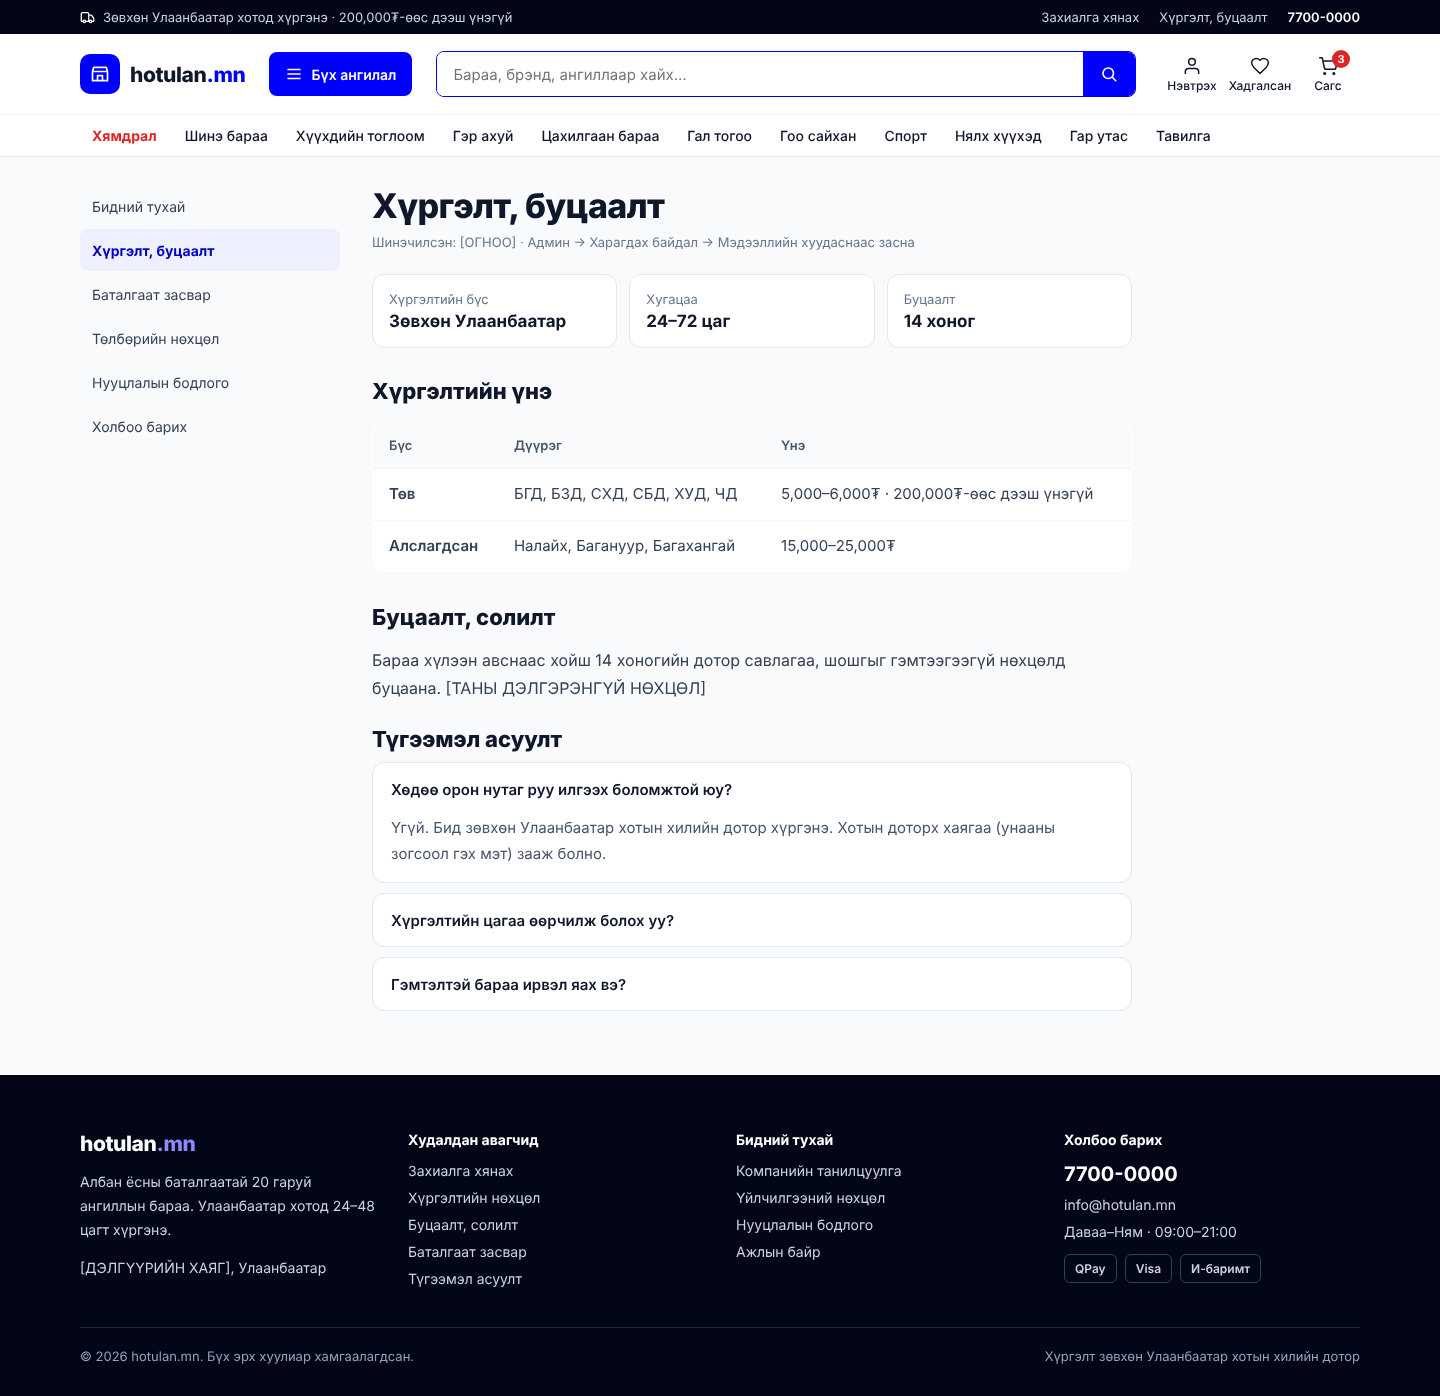 Зөвхөн Улаанбаатар хотод хүргэнэ · 200,000₮-өөс дээш үнэгүй
Захиалга хянах
Хүргэлт, буцаалт
7700-0000
hotulan.mn
Бүх ангилал
Бараа, брэнд, ангиллаар хайх...
Нэвтрэх
Хадгалсан
3
Сагс
Хямдрал
Шинэ бараа
Хүүхдийн тоглоом
Гэр ахуй
Цахилгаан бараа
Гал тогоо
Гоо сайхан
Спорт
Нялх хүүхэд
Гар утас
Тавилга
Бидний тухай
Хүргэлт, буцаалт
Баталгаат засвар
Төлбөрийн нөхцөл
Нууцлалын бодлого
Холбоо барих
Хүргэлт, буцаалт
Шинэчилсэн: [ОГНОО] · Админ → Харагдах байдал → Мэдээллийн хуудаснаас засна
Хүргэлтийн бүс
Зөвхөн Улаанбаатар
Хугацаа
24–72 цаг
Буцаалт
14 хоног
Хүргэлтийн үнэ
Бүс
Дүүрэг
Үнэ
Төв
БГД, БЗД, СХД, СБД, ХУД, ЧД
5,000–6,000₮ · 200,000₮-өөс дээш үнэгүй
Алслагдсан
Налайх, Багануур, Багахангай
15,000–25,000₮
Буцаалт, солилт
Бараа хүлээн авснаас хойш 14 хоногийн дотор савлагаа, шошгыг гэмтээгээгүй нөхцөлд
буцаана. [ТАНЫ ДЭЛГЭРЭНГҮЙ НӨХЦӨЛ]
Түгээмэл асуулт
Хөдөө орон нутаг руу илгээх боломжтой юу?
Үгүй. Бид зөвхөн Улаанбаатар хотын хилийн дотор хүргэнэ. Хотын доторх хаягаа (унааны
зогсоол гэх мэт) зааж болно.
Хүргэлтийн цагаа өөрчилж болох уу?
Гэмтэлтэй бараа ирвэл яах вэ?
hotulan.mn
Албан ёсны баталгаатай 20 гаруй
ангиллын бараа. Улаанбаатар хотод 24–48
цагт хүргэнэ.
[ДЭЛГҮҮРИЙН ХАЯГ], Улаанбаатар
Худалдан авагчид
Захиалга хянах
Хүргэлтийн нөхцөл
Буцаалт, солилт
Баталгаат засвар
Түгээмэл асуулт
Бидний тухай
Компанийн танилцуулга
Үйлчилгээний нөхцөл
Нууцлалын бодлого
Ажлын байр
Холбоо барих
7700-0000
info@hotulan.mn
Даваа–Ням · 09:00–21:00
QPay
Visa
И-баримт
© 2026 hotulan.mn. Бүх эрх хуулиар хамгаалагдсан.
Хүргэлт зөвхөн Улаанбаатар хотын хилийн дотор